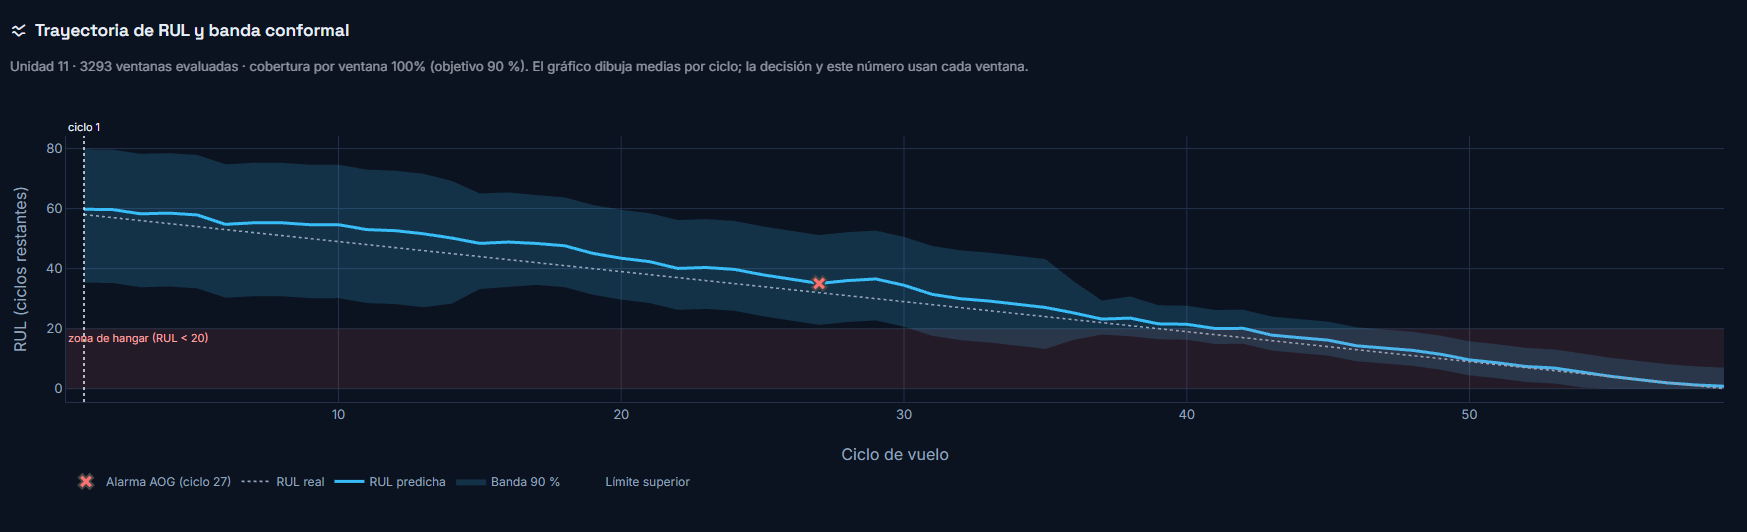 Trayectoria de RUL y banda conformal
Unidad 11 · 3293 ventanas evaluadas · cobertura por ventana 100% (objetivo 90 %). El gráfico dibuja medias por ciclo; la decisión y este número usan cada ventana.
ciclo 1
80
60
40
20
0
RUL (ciclos restantes)
zona de hangar (RUL < 20)
10
20
30
40
50
Ciclo de vuelo
Alarma AOG (ciclo 27)
RUL real
RUL predicha
Banda 90 %
Límite superior